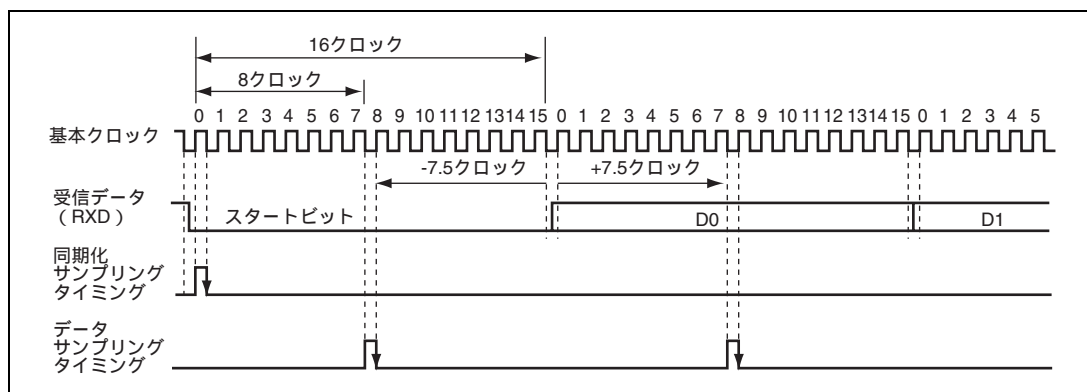 16クロック
8クロック
0 1 2 3 4 5 6 7 8 9 10 11 12 13 14 15 0 1 2 3 4 5 6 7 8 9 10 11 12 13 14 15 0 1 2 3 4 5
基本クロック
-7.5クロック
+7.5クロック
受信データ
（RXD）
スタートビット
D0
D1
同期化
サンプリング
タイミング
データ
サンプリング
タイミング